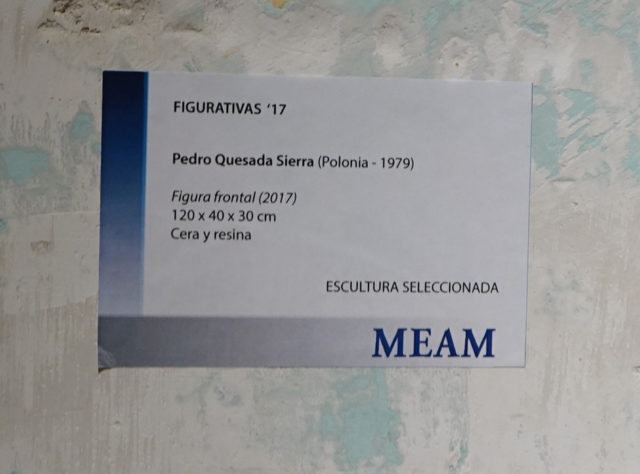 FIGURATIVAS ‘17
Pedro Quesada Sierra (Polonia - 1979)
Figura frontal (2017)
120 x 40 x 30 cm
Cera y resina
ESCULTURA SELECCIONADA
MEAM